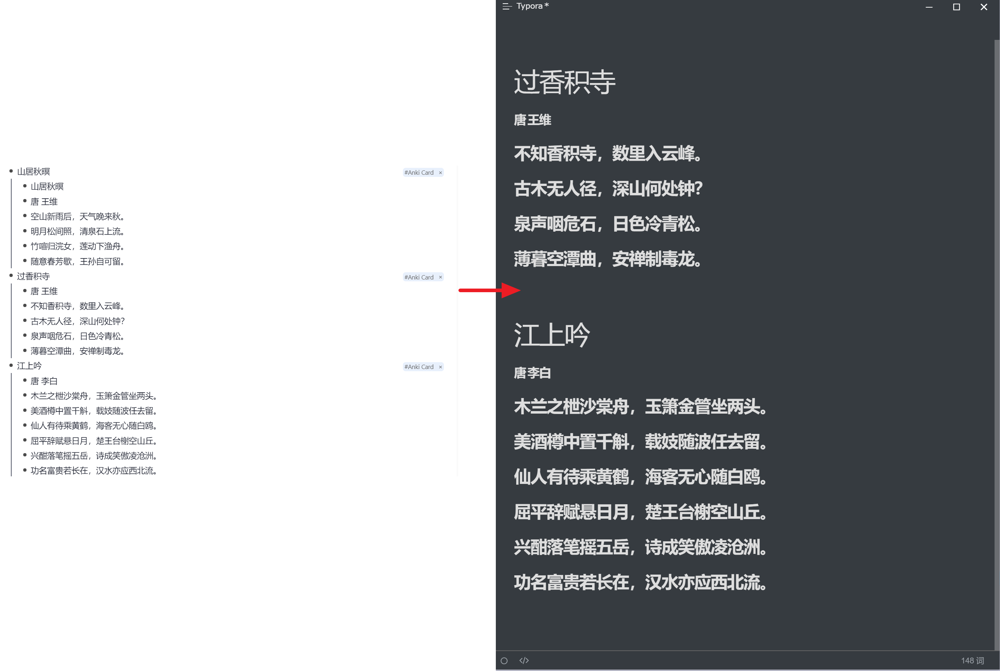 山居秋暝
#Anki Card ×
山居秋暝
唐 王维
空山新雨后，天气晚来秋。
明月松间照，清泉石上流。
竹喧归浣女，莲动下渔舟。
随意春芳歇，王孙自可留。
过香积寺
#Anki Card ×
唐 王维
不知香积寺，数里入云峰。
古木无人径，深山何处钟？
泉声咽危石，日色冷青松。
薄暮空潭曲，安禅制毒龙。
江上吟
#Anki Card ×
唐 李白
木兰之枻沙棠舟，玉箫金管坐两头。
美酒樽中置千斛，载妓随波任去留。
仙人有待乘黄鹤，海客无心随白鸥。
屈平辞赋悬日月，楚王台榭空山丘。
兴酣落笔摇五岳，诗成笑傲凌沧洲。
功名富贵若长在，汉水亦应西北流。
Typora*
过香积寺
唐 王维
不知香积寺，数里入云峰。
古木无人径，深山何处钟？
泉声咽危石，日色冷青松。
薄暮空潭曲，安禅制毒龙。
江上吟
唐 李白
木兰之枻沙棠舟，玉箫金管坐两头。
美酒樽中置千斛，载妓随波任去留。
仙人有待乘黄鹤，海客无心随白鸥。
屈平辞赋悬日月，楚王台榭空山丘。
兴酣落笔摇五岳，诗成笑傲凌沧洲。
功名富贵若长在，汉水亦应西北流。
</> 148 词